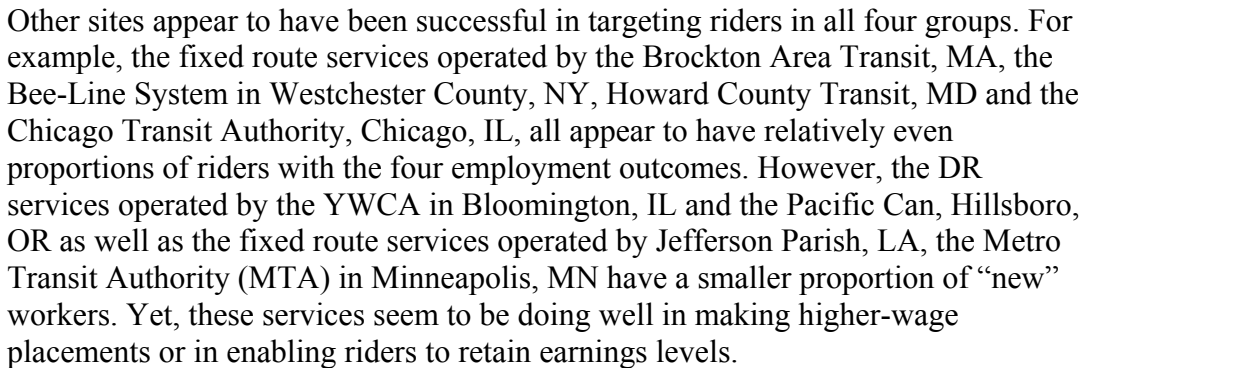 Other sites appear to have been successful in targeting riders in all four groups. For
example, the fixed route services operated by the Brockton Area Transit, MA, the
Bee-Line System in Westchester County, NY, Howard County Transit, MD and the
Chicago Transit Authority, Chicago, IL, all appear to have relatively even
proportions of riders with the four employment outcomes. However, the DR
services operated by the YWCA in Bloomington, IL and the Pacific Can, Hillsboro,
OR as well as the fixed route services operated by Jefferson Parish, LA, the Metro
Transit Authority (MTA) in Minneapolis, MN have a smaller proportion of “new”
workers. Yet, these services seem to be doing well in making higher-wage
placements or in enabling riders to retain earnings levels.